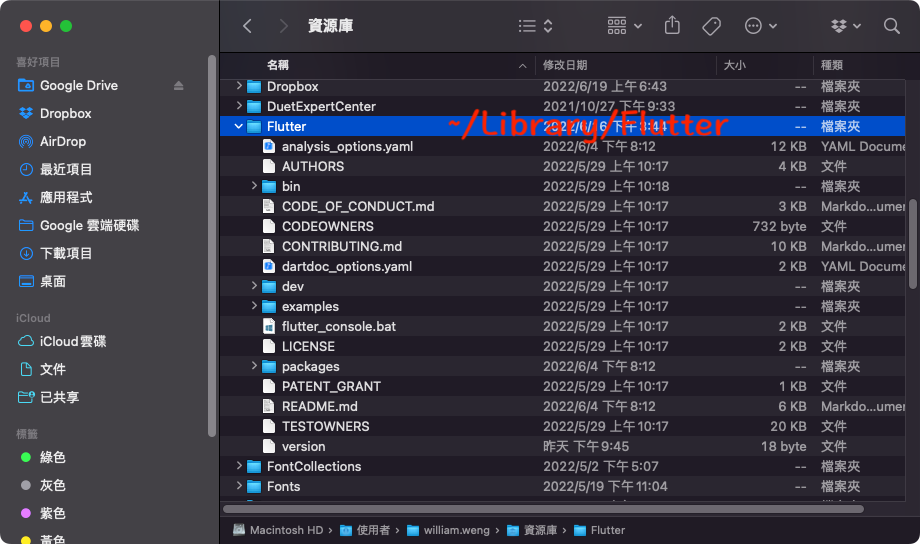 資源庫
喜好項目
Google Drive
Dropbox
AirDrop
最近項目
應用程式
Google 雲端硬碟
下載項目
桌面
iCloud
iCloud雲碟
文件
已共享
標籤
綠色
灰色
紫色
黃色
名稱 修改日期 大小 種類
Dropbox 2022/6/19 上午6:43 -- 檔案夾
DuetExpertCenter 2021/10/27 下午9:33 -- 檔案夾
Flutter 2022/6/16 下午3:44 -- 檔案夾
~/Library/Flutter
analysis_options.yaml 2022/6/4 下午8:12 12 KB YAML Docume
AUTHORS 2022/5/29 上午10:17 4 KB 文件
bin 2022/5/29 上午10:18 -- 檔案夾
CODE_OF_CONDUCT.md 2022/5/29 上午10:17 3 KB Markdo...umer
CODEOWNERS 2022/5/29 上午10:17 732 byte 文件
CONTRIBUTING.md 2022/5/29 上午10:17 10 KB Markdo...umer
dartdoc_options.yaml 2022/5/29 上午10:17 2 KB YAML Docume
dev 2022/5/29 上午10:17 -- 檔案夾
examples 2022/5/29 上午10:17 -- 檔案夾
flutter_console.bat 2022/5/29 上午10:17 2 KB 文件
LICENSE 2022/5/29 上午10:17 2 KB 文件
packages 2022/6/4 下午8:12 -- 檔案夾
PATENT_GRANT 2022/5/29 上午10:17 1 KB 文件
README.md 2022/6/4 下午8:12 6 KB Markdo...umer
TESTOWNERS 2022/5/29 上午10:17 20 KB 文件
version 昨天 下午9:45 18 byte 文件
FontCollections 2022/5/2 下午5:07 -- 檔案夾
Fonts 2022/5/19 下午11:04 -- 檔案夾
Macintosh HD › 使用者 › william.weng › 資源庫 › Flutter